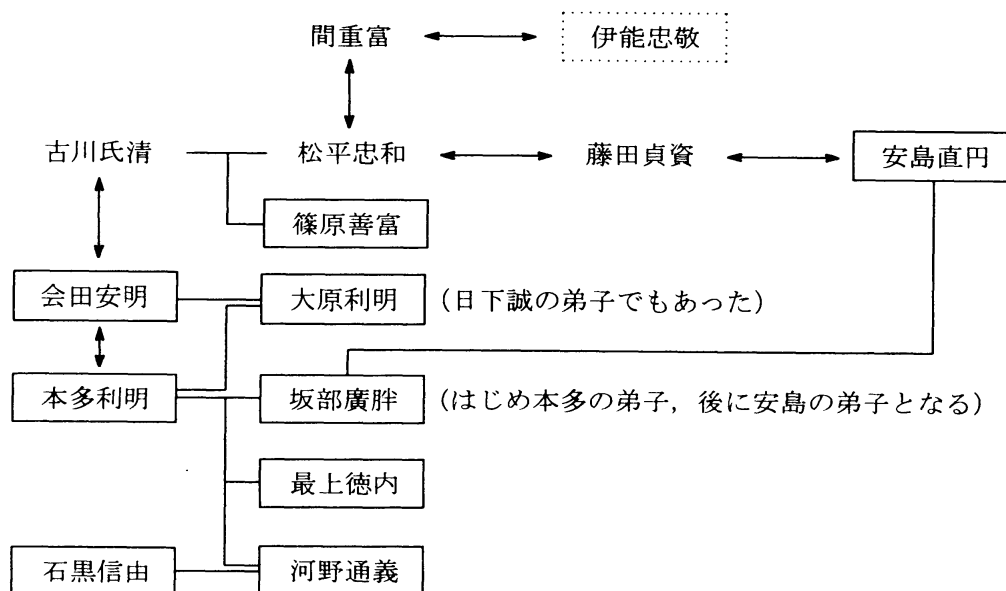 間重富 伊能忠敬
古川氏清 松平忠和 藤田貞資 安島直円
篠原善富
会田安明 大原利明 (日下誠の弟子でもあった)
本多利明 坂部廣胖 (はじめ本多の弟子,後に安島の弟子となる)
最上徳内
石黒信由 河野通義